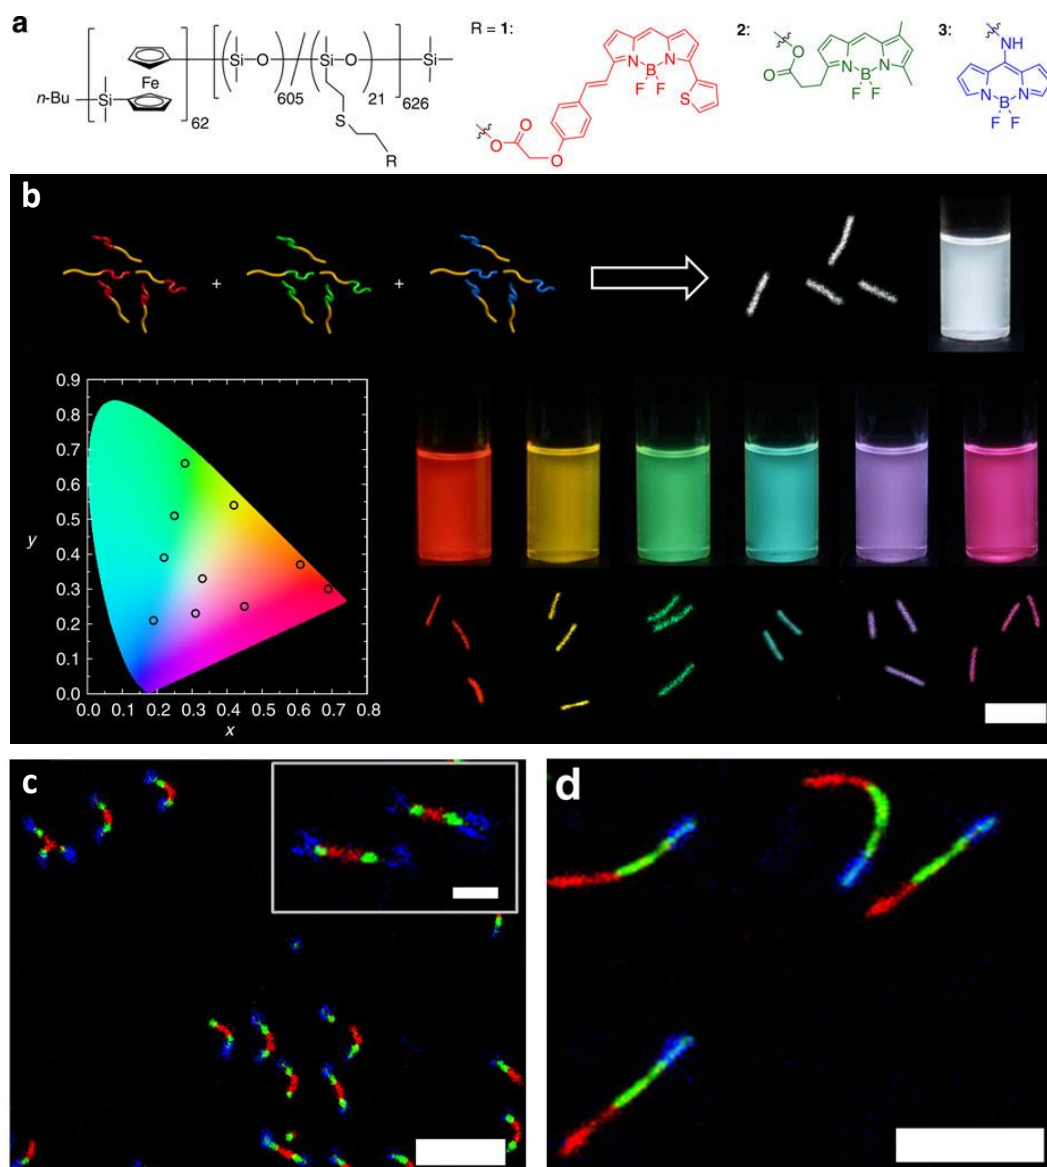 a
n-Bu
Si
Fe
62
Si
O
605
Si
O
21
626
Si
S
R
R = 1:
N
B
N
F
F
S
O
O
O
2:
O
O
N
B
N
F
F
3:
NH
N
B
N
F
F
b
+
+
0.9
0.8
0.7
0.6
0.5
0.4
0.3
0.2
0.1
0.0
y
0.0 0.1 0.2 0.3 0.4 0.5 0.6 0.7 0.8
x
c
d